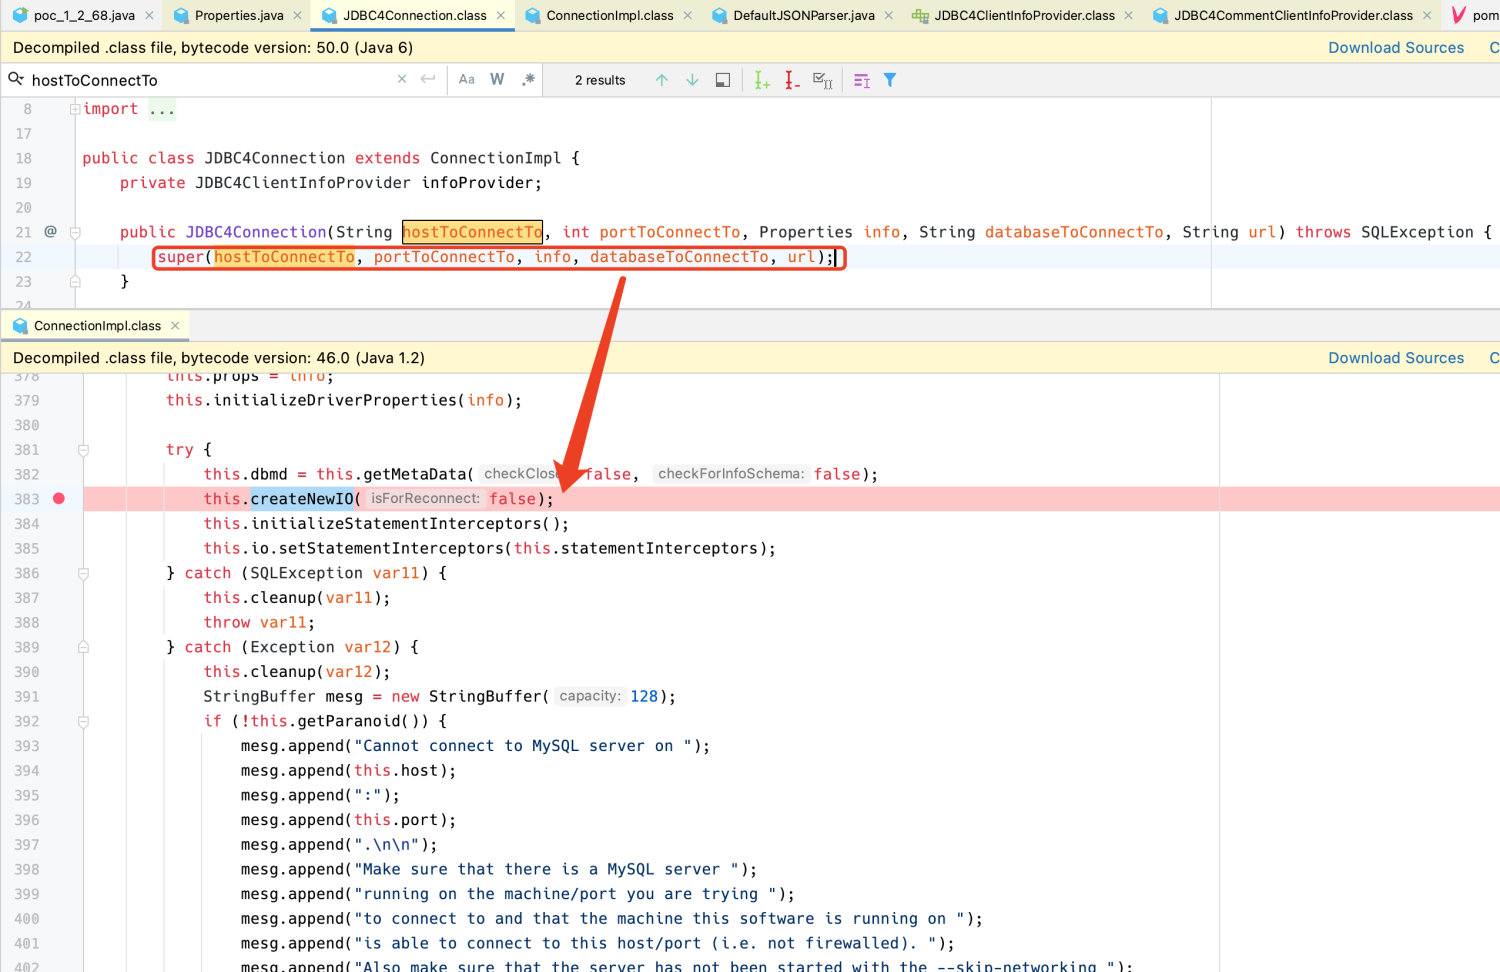 poc_1_2_68.java × Properties.java × JDBC4Connection.class × ConnectionImpl.class × DefaultJSONParser.java × JDBC4ClientInfoProvider.class × JDBC4CommentClientInfoProvider.class × pom
Decompiled .class file, bytecode version: 50.0 (Java 6) Download Sources C
hostToConnectTo × Aa W .* 2 results
8 import ...
17
18 public class JDBC4Connection extends ConnectionImpl {
19 private JDBC4ClientInfoProvider infoProvider;
20
21 @ public JDBC4Connection(String hostToConnectTo, int portToConnectTo, Properties info, String databaseToConnectTo, String url) throws SQLException {
22 super(hostToConnectTo, portToConnectTo, info, databaseToConnectTo, url);
23 }
24
ConnectionImpl.class ×
Decompiled .class file, bytecode version: 46.0 (Java 1.2) Download Sources C
378 this.props = info;
379 this.initializeDriverProperties(info);
380
381 try {
382 this.dbmd = this.getMetaData( checkClose false, checkForInfoSchema: false);
383 this.createNewIO( isForReconnect: false);
384 this.initializeStatementInterceptors();
385 this.io.setStatementInterceptors(this.statementInterceptors);
386 } catch (SQLException var11) {
387 this.cleanup(var11);
388 throw var11;
389 } catch (Exception var12) {
390 this.cleanup(var12);
391 StringBuffer mesg = new StringBuffer( capacity: 128);
392 if (!this.getParanoid()) {
393 mesg.append("Cannot connect to MySQL server on ");
394 mesg.append(this.host);
395 mesg.append(":");
396 mesg.append(this.port);
397 mesg.append(".\n\n");
398 mesg.append("Make sure that there is a MySQL server ");
399 mesg.append("running on the machine/port you are trying ");
400 mesg.append("to connect to and that the machine this software is running on ");
401 mesg.append("is able to connect to this host/port (i.e. not firewalled). ");
402 mesg.append("Also make sure that the server has not been started with the --skip-networking ");